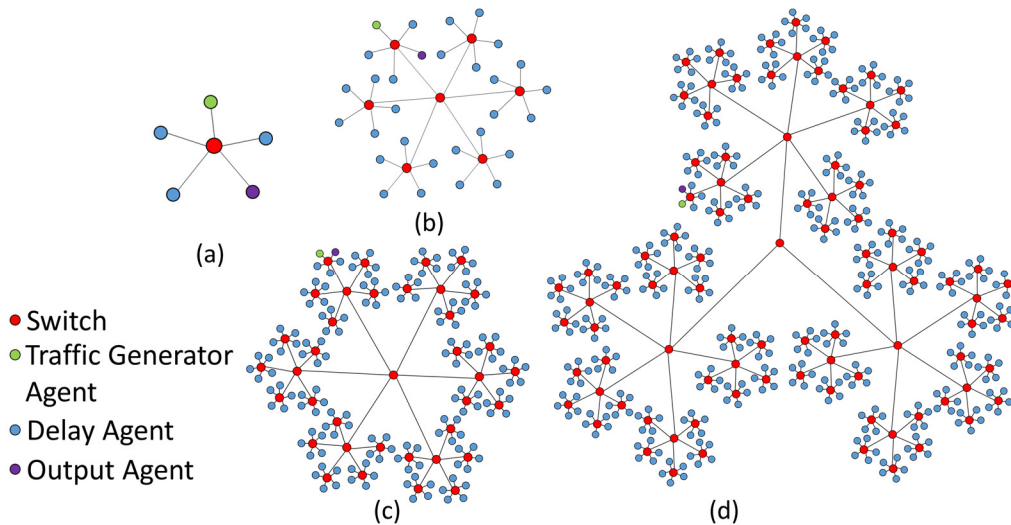 (a)
(b)
Switch
Traffic Generator
Agent
Delay Agent
Output Agent
(c)
(d)